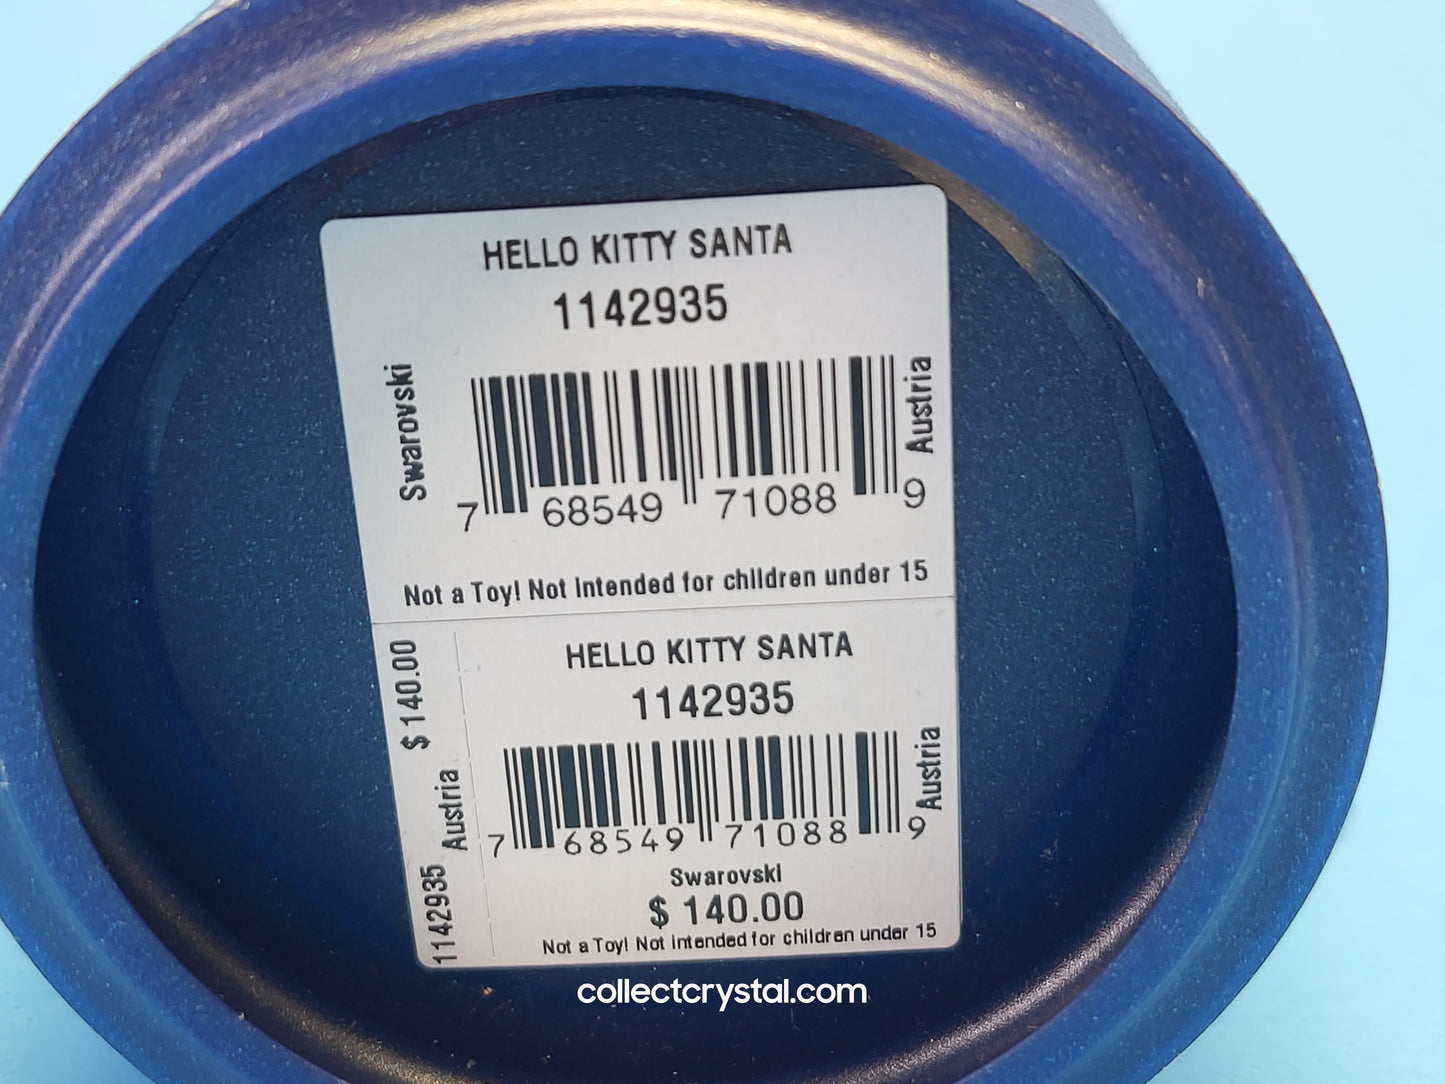 HELLO KITTY SANTA
1142935
Swarovski
Austria
7 68549 71088 9
Not a Toy! Not Intended for children under 15
$ 140.00
1142935 Austria
HELLO KITTY SANTA
1142935
Austria
7 68549 71088 9
Swarovski
$ 140.00
Not a Toy! Not intended for children under 15
collectcrystal.com